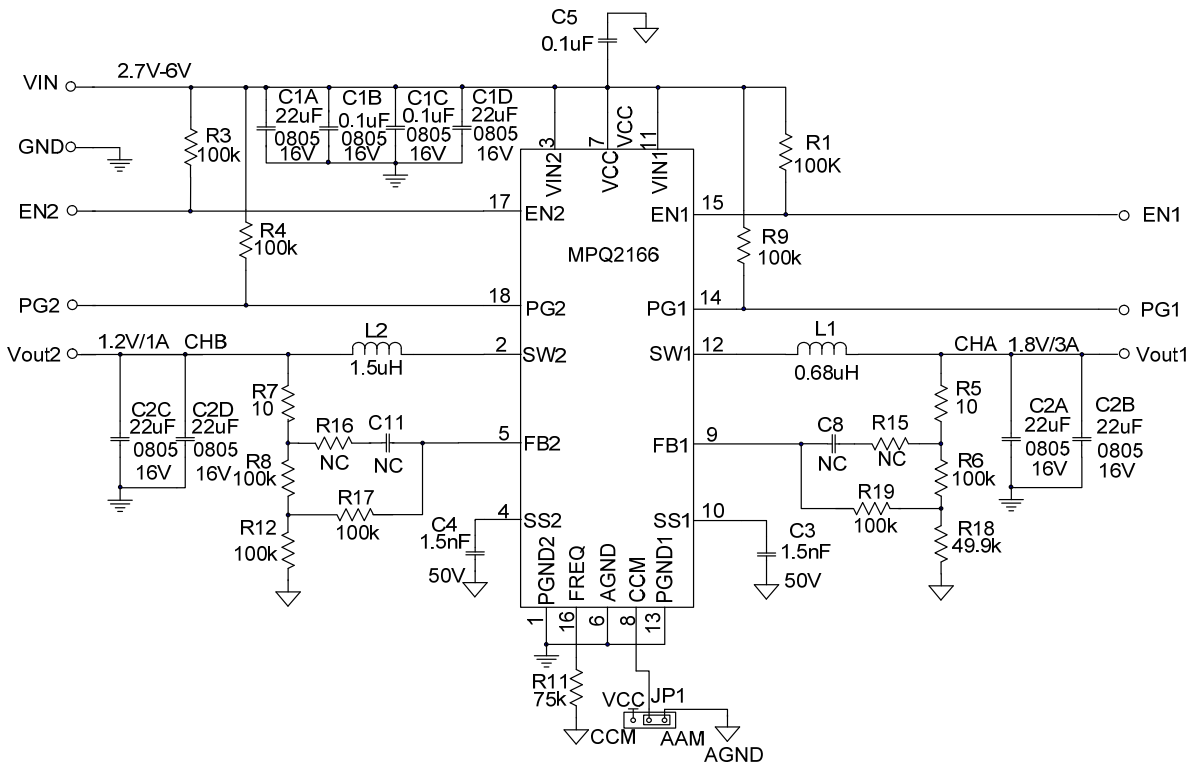 C5
0.1uF
VIN
2.7V-6V
GND
R3
100k
C1A
22uF
0805
16V
C1B
0.1uF
0805
16V
C1C
0.1uF
0805
16V
C1D
22uF
0805
16V
3
VIN2
7
VCC
VCC
11
VIN1
R1
100K
EN2
17
EN2
EN1
15
EN1
R4
100k
MPQ2166
R9
100k
PG2
18
PG2
PG1
14
PG1
Vout2
1.2V/1A
CHB
L2
1.5uH
2
SW2
SW1
12
L1
0.68uH
CHA
1.8V/3A
Vout1
C2C
22uF
0805
16V
C2D
22uF
0805
16V
R7
10
R16
NC
C11
NC
5
FB2
FB1
9
C8
NC
R15
NC
R5
10
C2A
22uF
0805
16V
C2B
22uF
0805
16V
R8
100k
R17
100k
R6
100k
R19
100k
R12
100k
4
SS2
C4
1.5nF
50V
SS1
10
C3
1.5nF
50V
R18
49.9k
PGND2
FREQ
AGND
CCM
PGND1
1
16
6
8
13
R11
75k
VCC
JP1
CCM
AAM
AGND